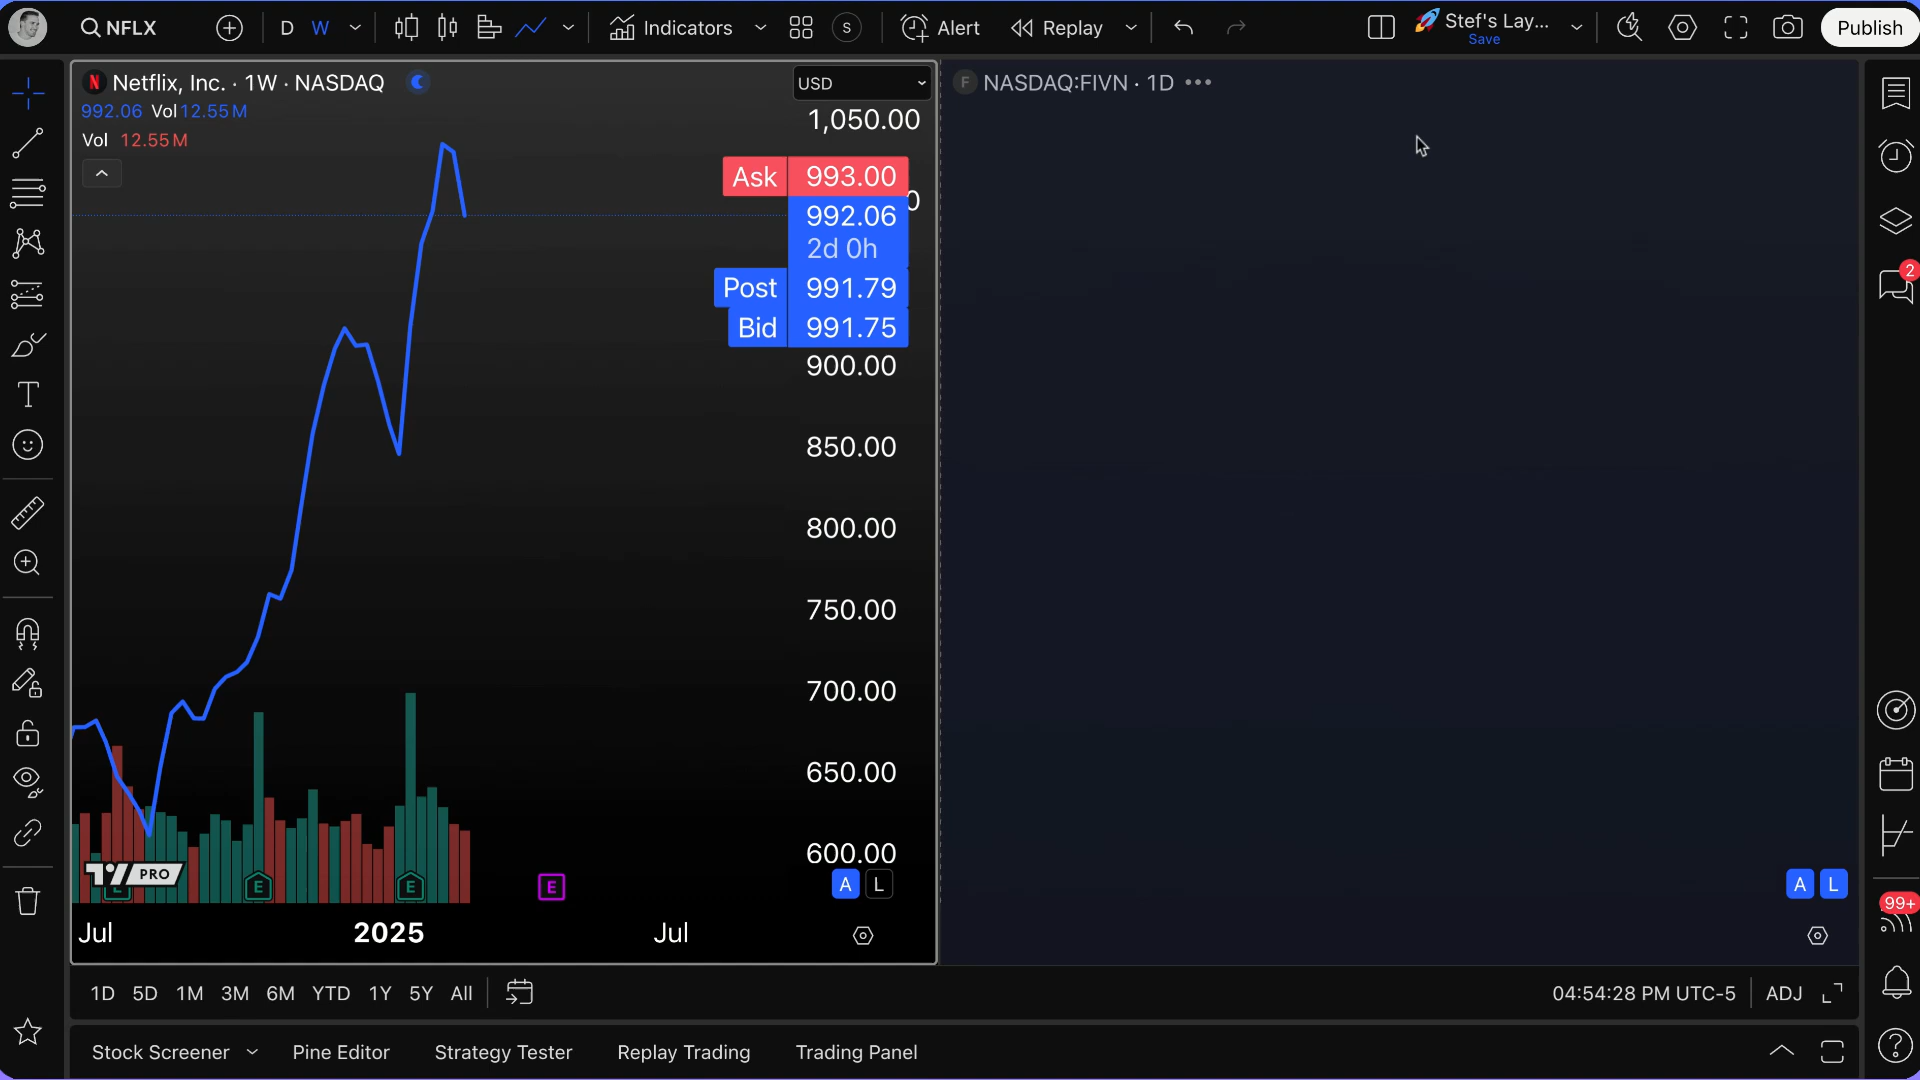 NFLX
D W
Indicators
S
Alert
Replay
Stef's Lay...
Save
Publish
N Netflix, Inc. · 1W · NASDAQ
992.06 Vol 12.55 M
Vol 12.55 M
USD
1,050.00
Ask 993.00
0
992.06
2d 0h
Post 991.79
Bid 991.75
900.00
850.00
800.00
750.00
700.00
650.00
600.00
A L
PRO
E E E
Jul 2025 Jul
F NASDAQ:FIVN · 1D
A L
2
99+
1D 5D 1M 3M 6M YTD 1Y 5Y All
04:54:28 PM UTC-5 ADJ
Stock Screener Pine Editor Strategy Tester Replay Trading Trading Panel